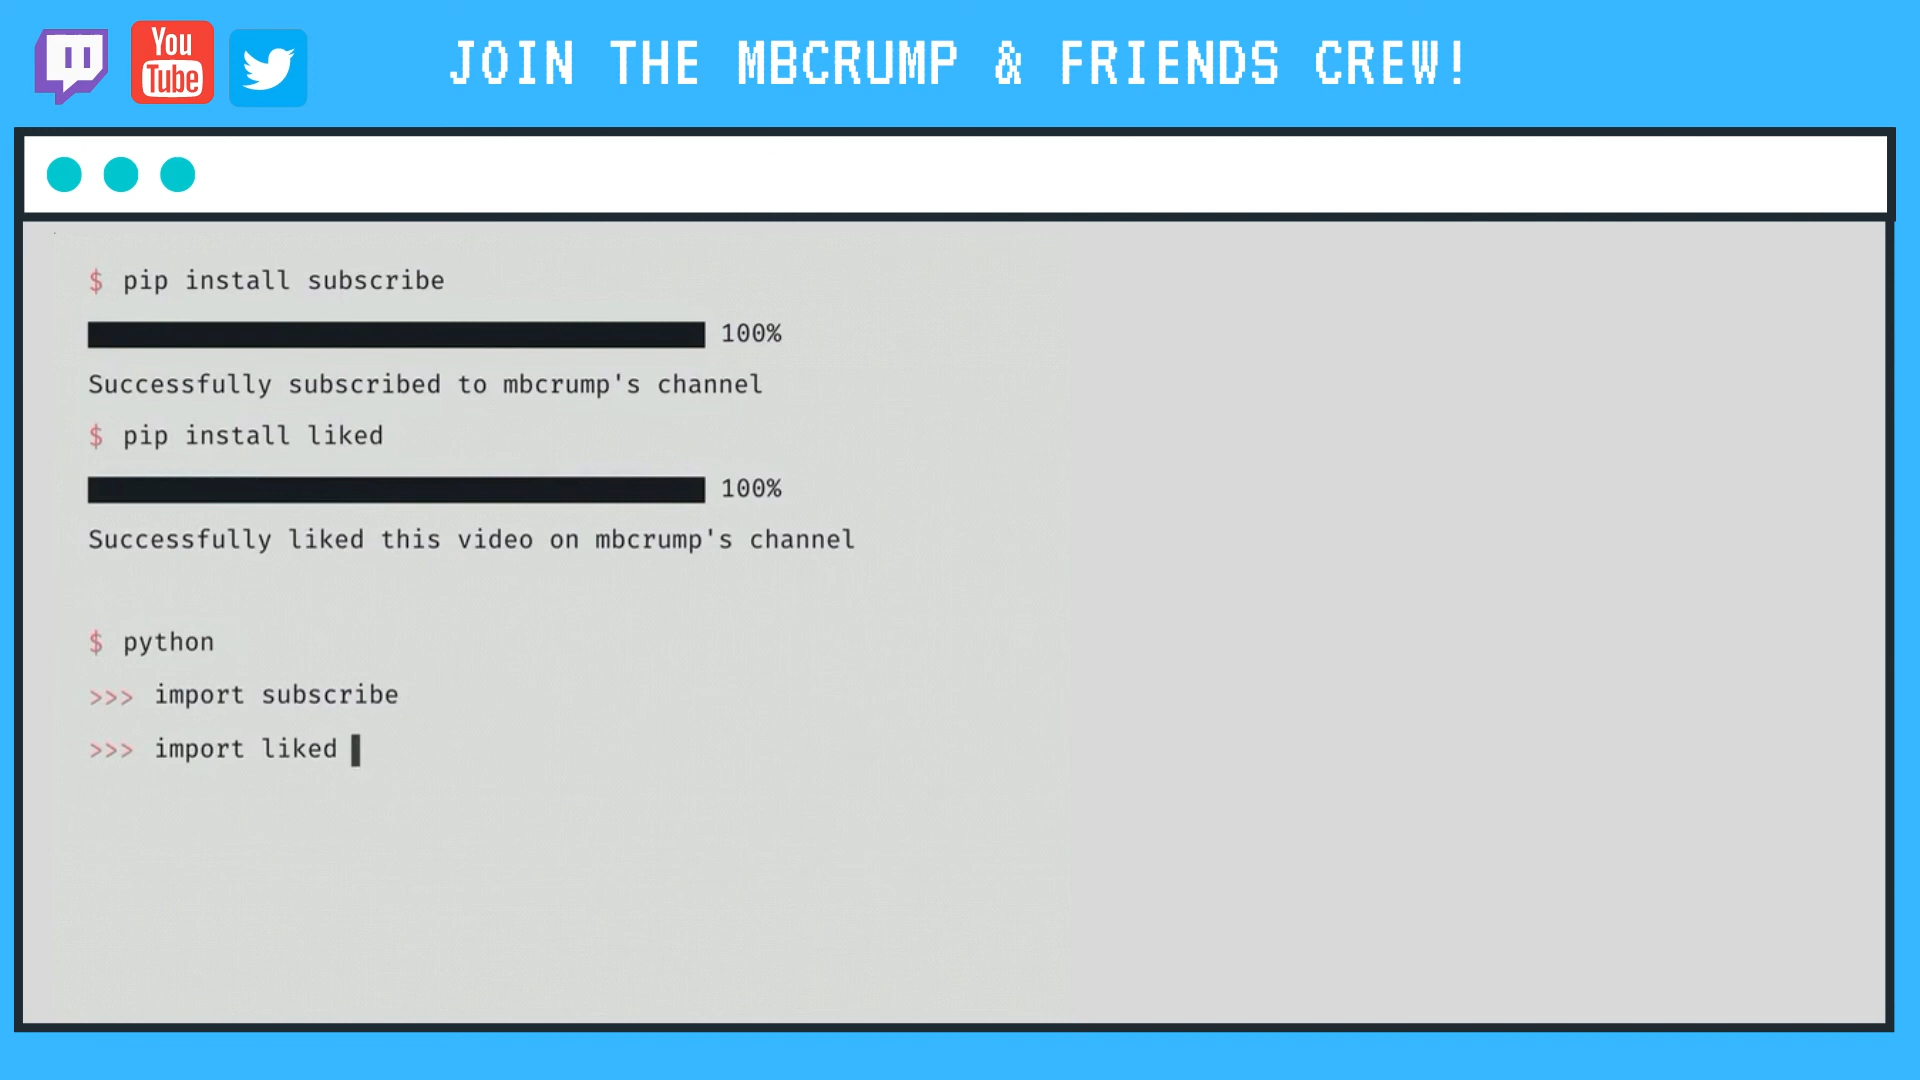 You
Tube
JOIN THE MBCRUMP & FRIENDS CREW!
$ pip install subscribe
100%
Successfully subscribed to mbcrump's channel
$ pip install liked
100%
Successfully liked this video on mbcrump's channel
$ python
>>> import subscribe
>>> import liked